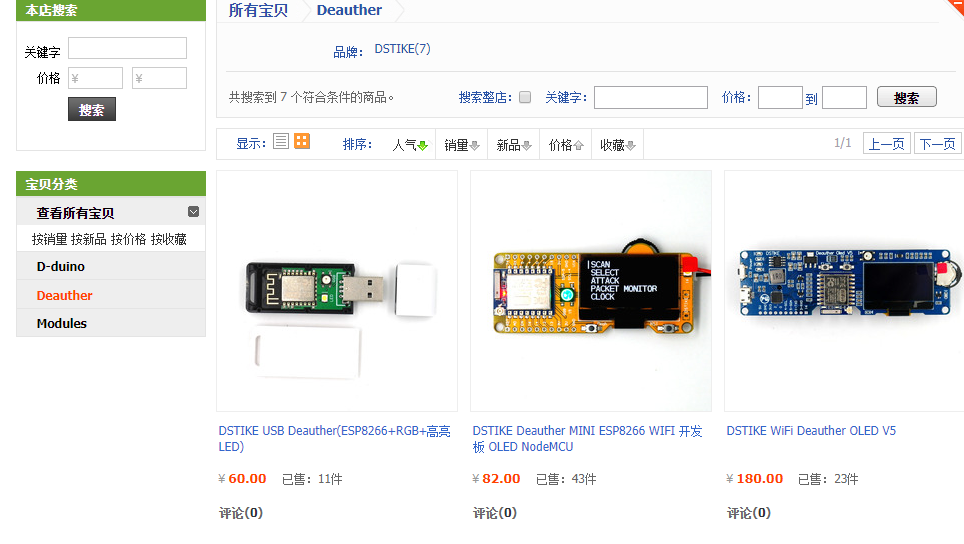 本店搜索
关键字
价格 ¥ ¥
搜索
宝贝分类
查看所有宝贝
按销量 按新品 按价格 按收藏
D-duino
Deauther
Modules
所有宝贝 Deauther
品牌： DSTIKE(7)
共搜索到 7 个符合条件的商品。 搜索整店： 关键字： 价格： 到 搜索
显示： 排序： 人气 销量 新品 价格 收藏 1/1 上一页 下一页
SCAN
SELECT
ATTACK
PACKET MONITOR
CLOCK
DSTIKE Deauther Oled V5
DSTIKE USB Deauther(ESP8266+RGB+高亮
LED)
¥ 60.00 已售：11件
评论(0)
DSTIKE Deauther MINI ESP8266 WIFI 开发
板 OLED NodeMCU
¥ 82.00 已售：43件
评论(0)
DSTIKE WiFi Deauther OLED V5
¥ 180.00 已售：23件
评论(0)